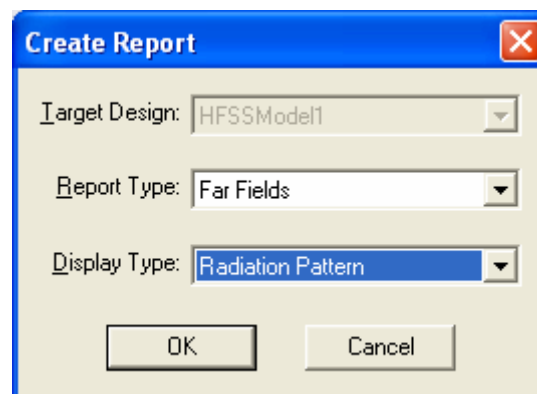 Create Report
Target Design: HFSSModel1
Report Type: Far Fields
Display Type: Radiation Pattern
OK Cancel